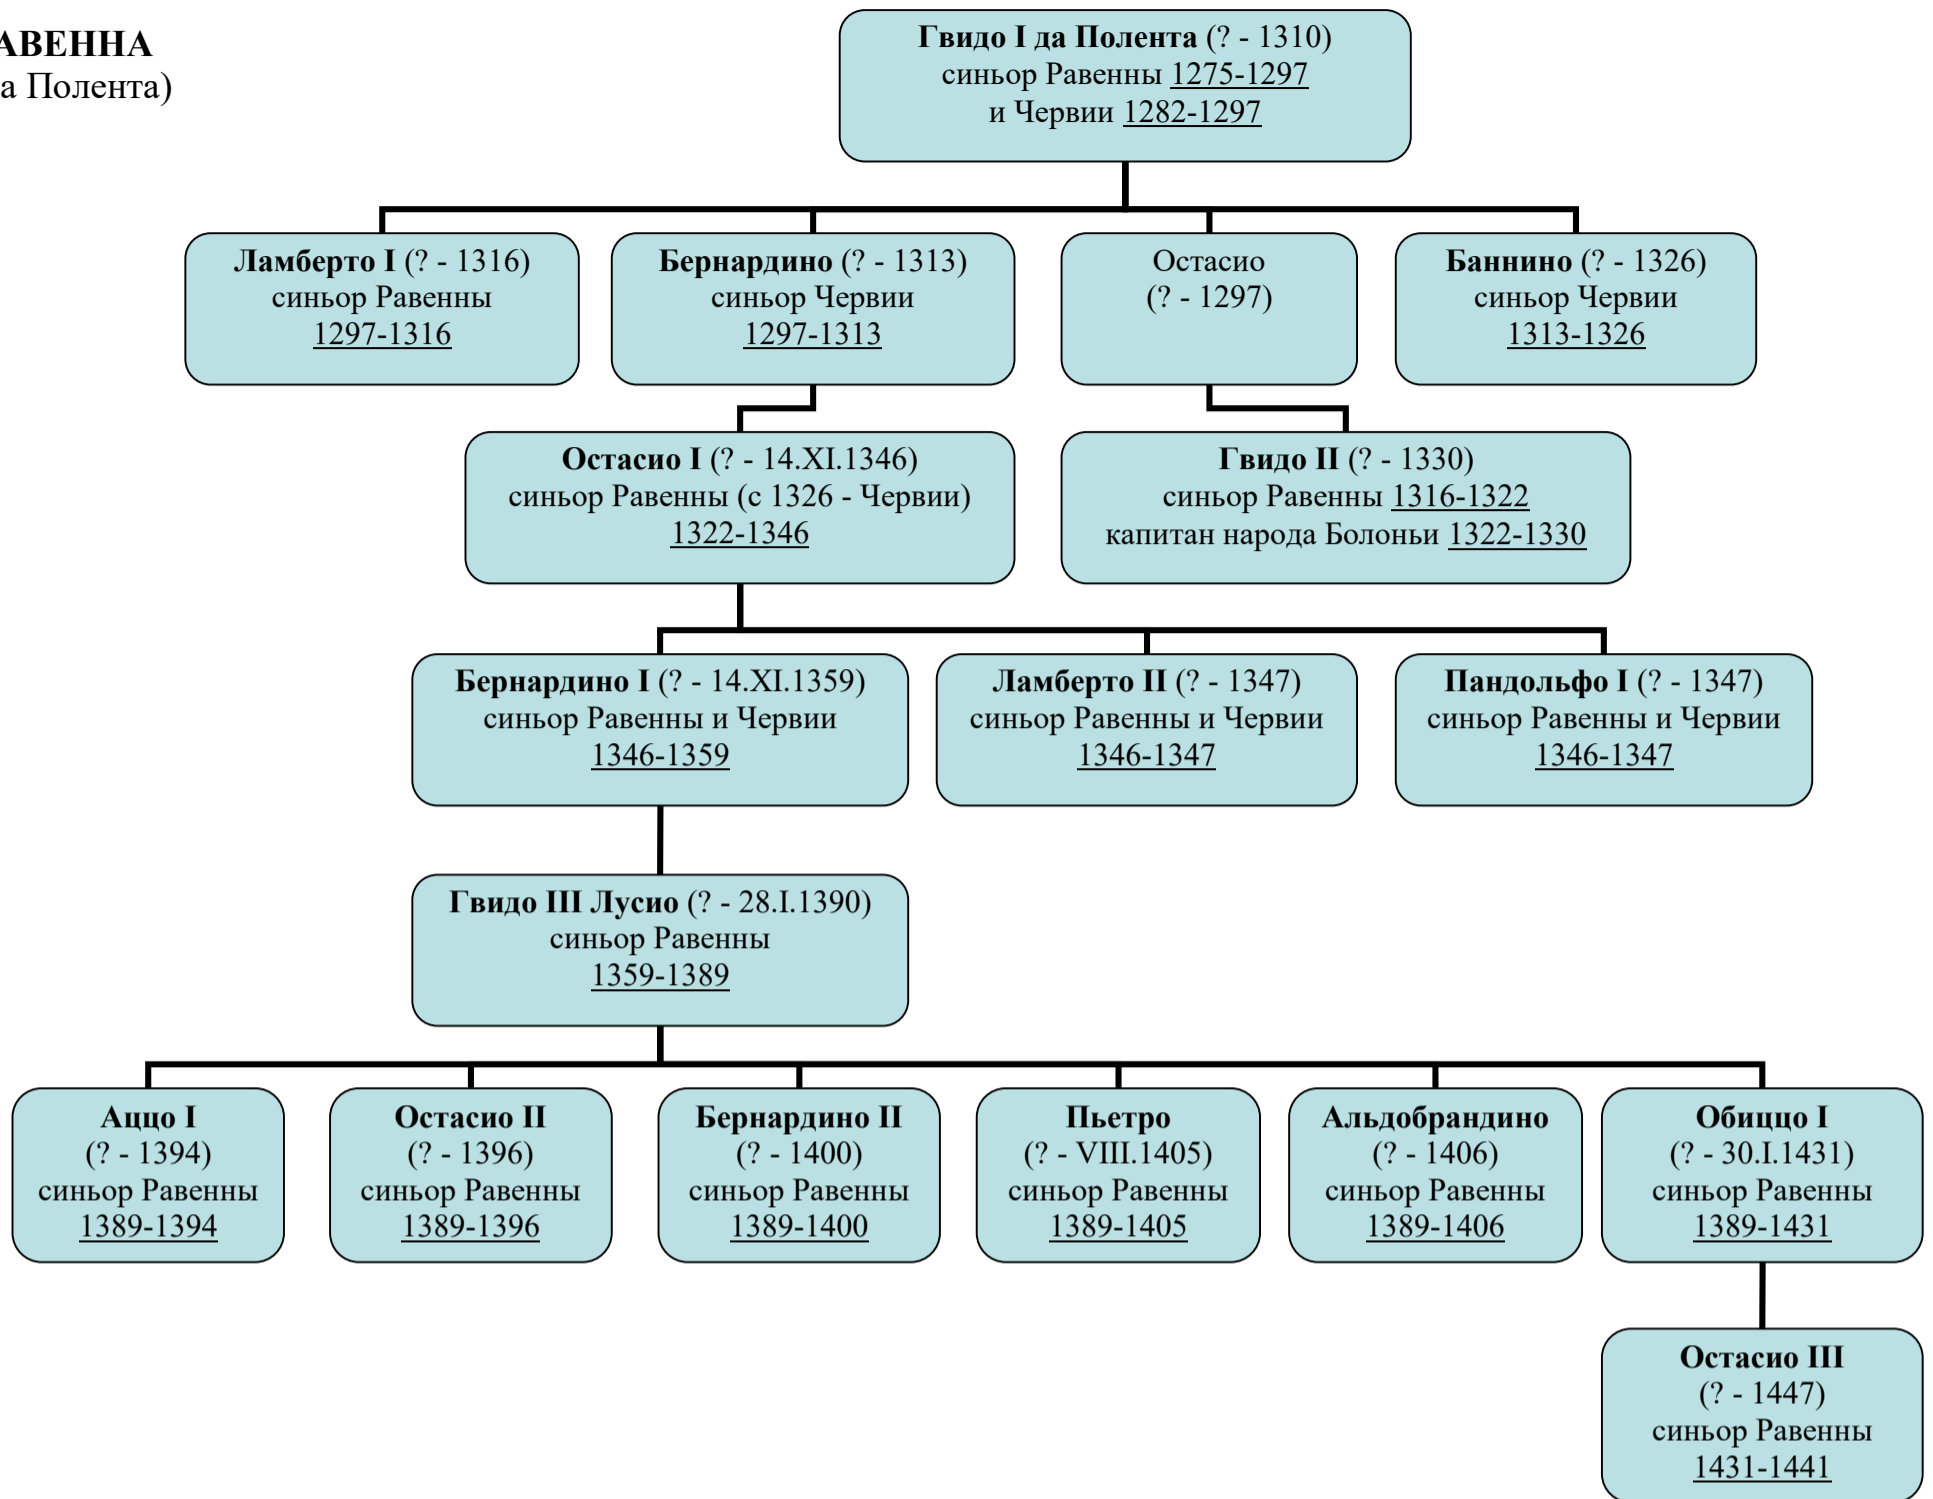 АВЕННА
а Полента)
Гвидо I да Полента (? - 1310)
синьор Равенны 1275-1297
и Червии 1282-1297
Ламберто I (? - 1316)
синьор Равенны
1297-1316
Бернардино (? - 1313)
синьор Червии
1297-1313
Остасио
(? - 1297)
Баннино (? - 1326)
синьор Червии
1313-1326
Остасио I (? - 14.XI.1346)
синьор Равенны (с 1326 - Червии)
1322-1346
Гвидо II (? - 1330)
синьор Равенны 1316-1322
капитан народа Болоньи 1322-1330
Бернардино I (? - 14.XI.1359)
синьор Равенны и Червии
1346-1359
Ламберто II (? - 1347)
синьор Равенны и Червии
1346-1347
Пандольфо I (? - 1347)
синьор Равенны и Червии
1346-1347
Гвидо III Лусио (? - 28.I.1390)
синьор Равенны
1359-1389
Аццо I
(? - 1394)
синьор Равенны
1389-1394
Остасио II
(? - 1396)
синьор Равенны
1389-1396
Бернардино II
(? - 1400)
синьор Равенны
1389-1400
Пьетро
(? - VIII.1405)
синьор Равенны
1389-1405
Альдобрандино
(? - 1406)
синьор Равенны
1389-1406
Обиццо I
(? - 30.I.1431)
синьор Равенны
1389-1431
Остасио III
(? - 1447)
синьор Равенны
1431-1441